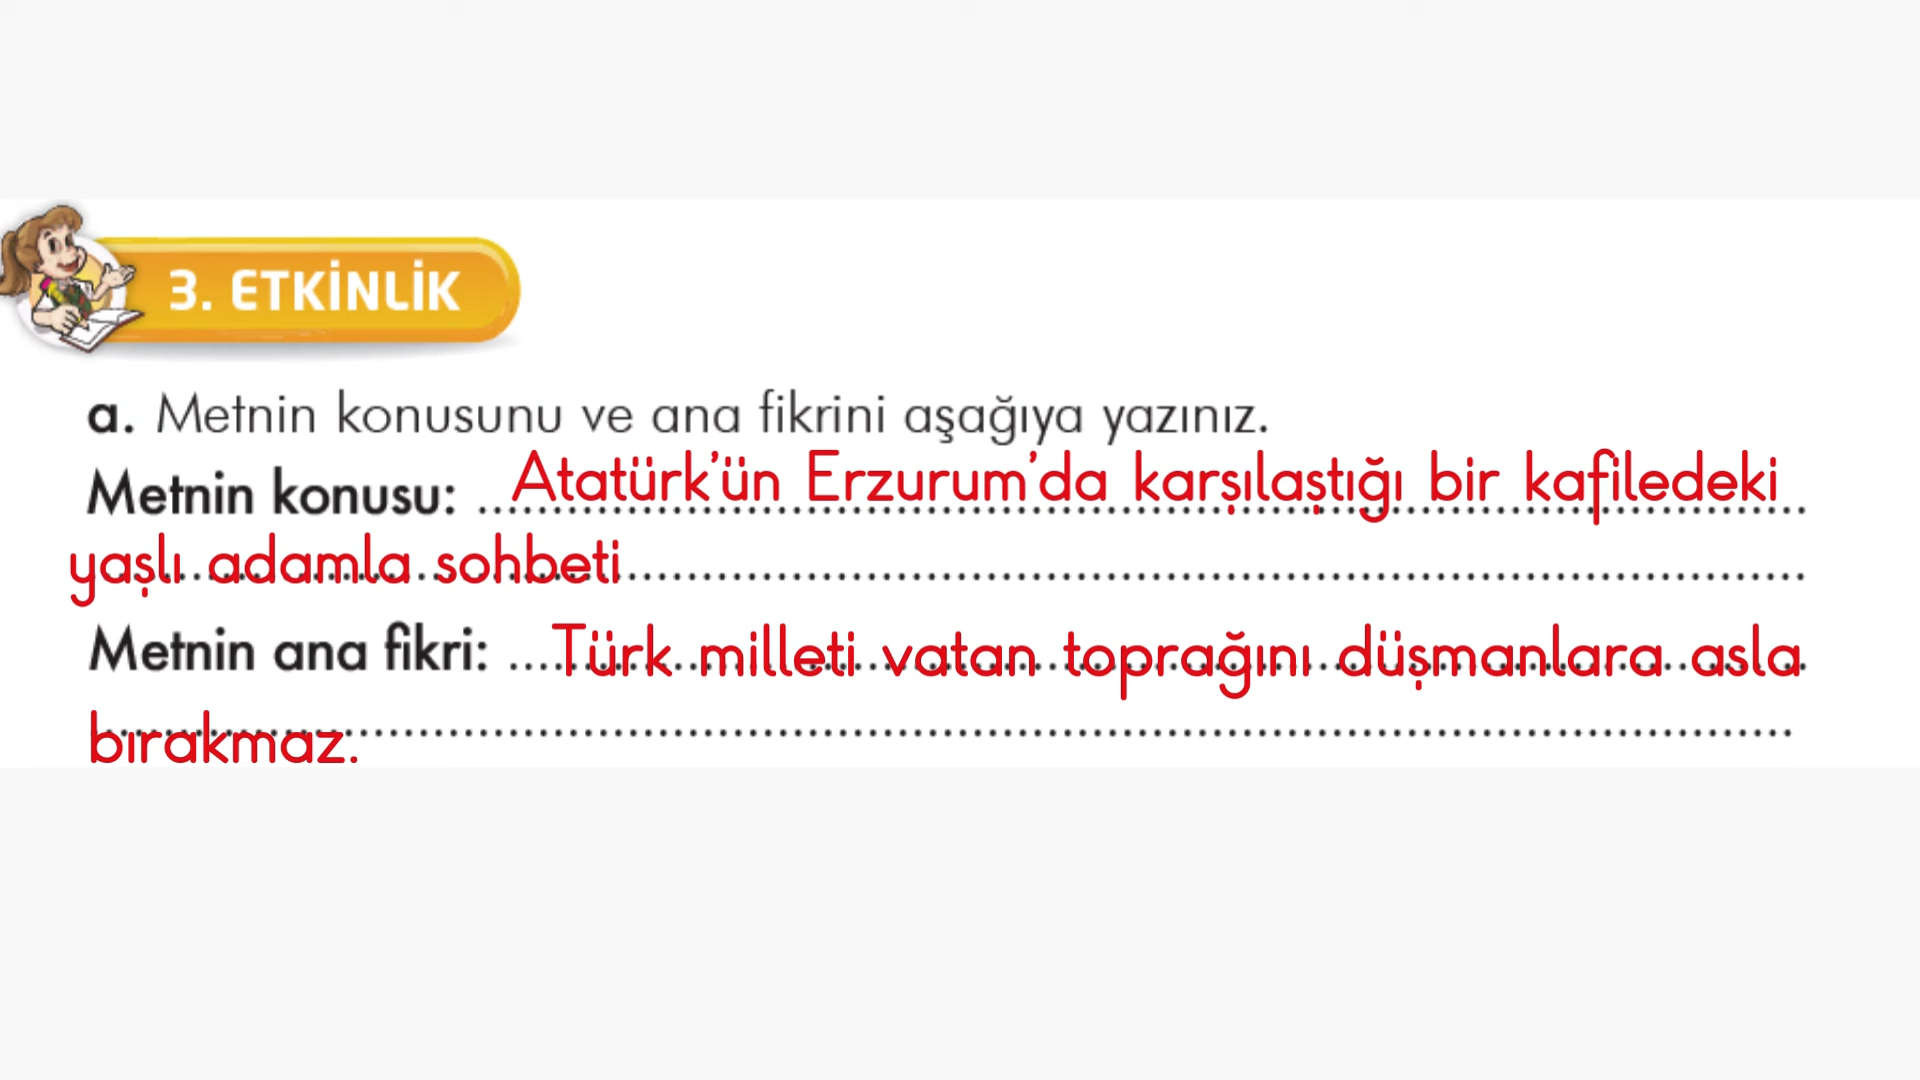 3. ETKİNLİK
a. Metnin konusunu ve ana fikrini aşağıya yazınız.
Metnin konusu: Atatürk’ün Erzurum’da karşılaştığı bir kafiledeki
yaşlı adamla sohbeti
Metnin ana fikri: Türk milleti vatan toprağını düşmanlara asla
bırakmaz.